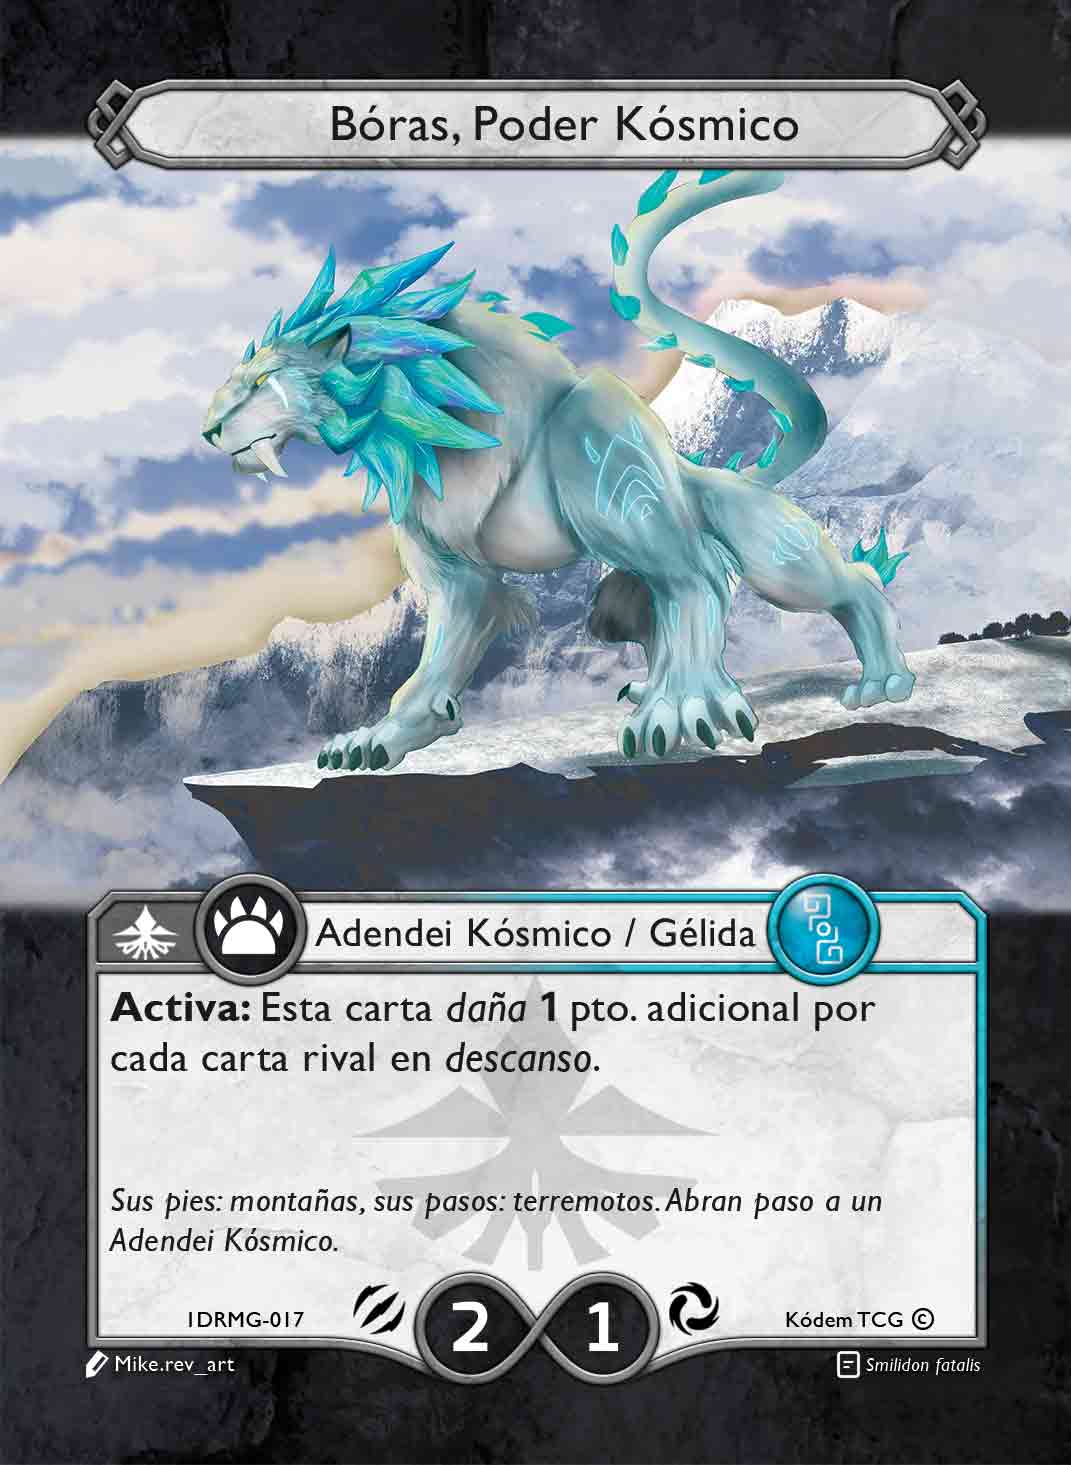 Bóras, Poder Kósmico
Adendei Kósmico / Gélida
Activa: Esta carta daña 1 pto. adicional por
cada carta rival en descanso.
Sus pies: montañas, sus pasos: terremotos. Abran paso a un
Adendei Kósmico.
1DRMG-017
2
1
Kódem TCG ©
Mike.rev_art
Smilidon fatalis